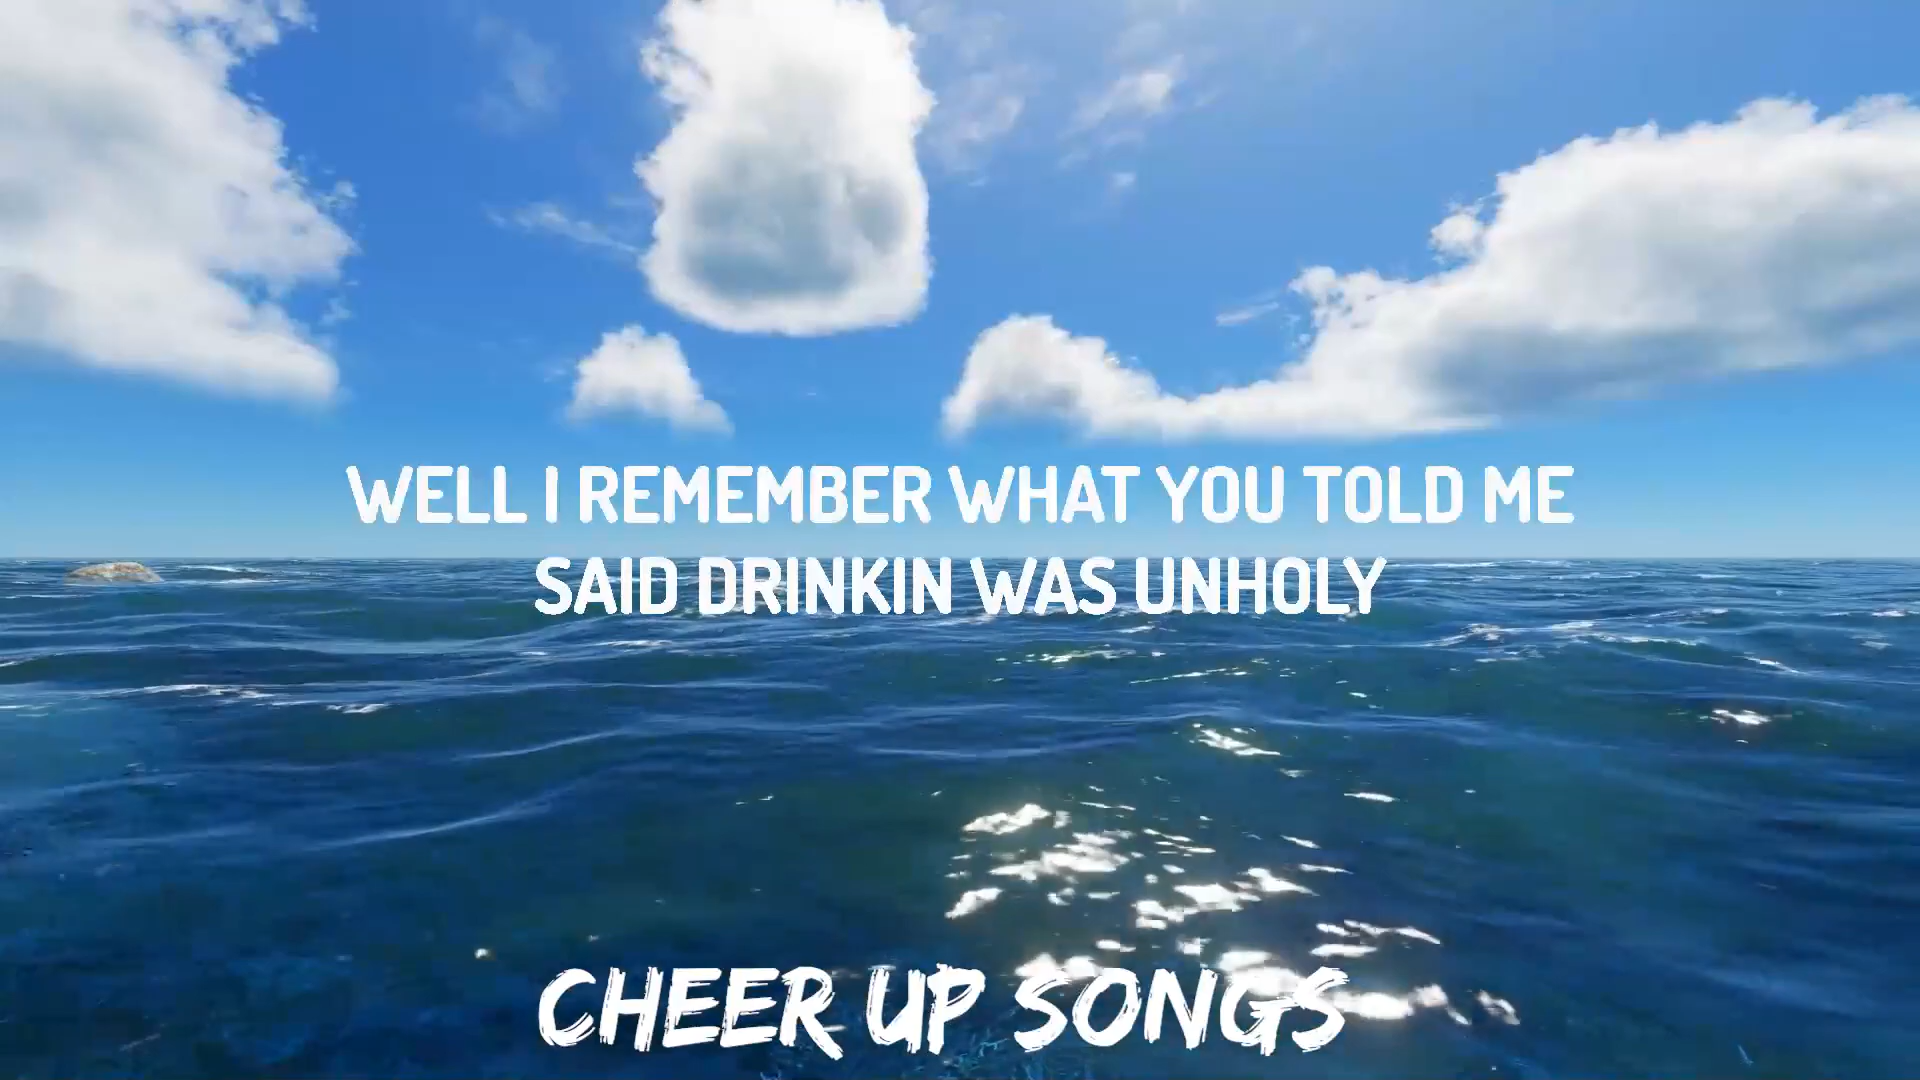 WELL I REMEMBER WHAT YOU TOLD ME
SAID DRINKIN WAS UNHOLY
CHEER UP SONGS